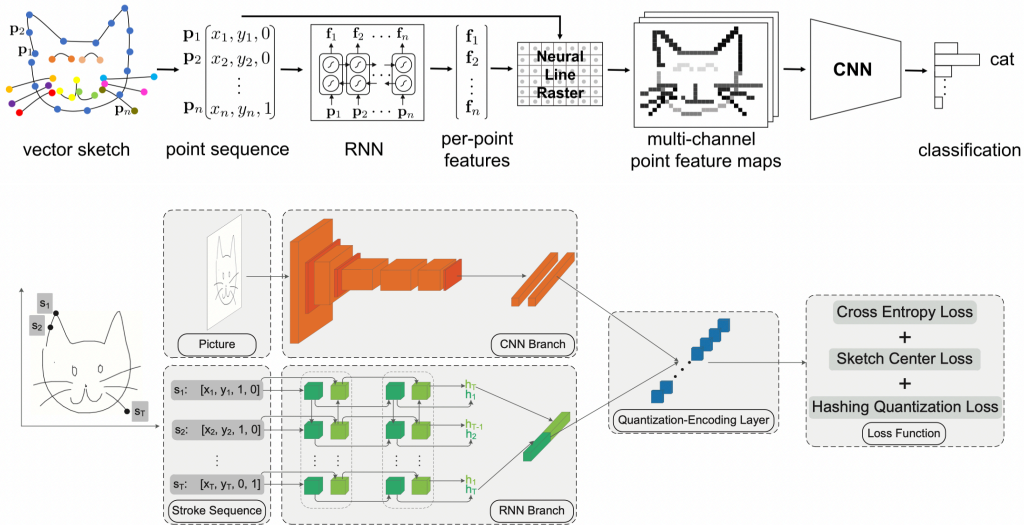 p₂
p₁
pₙ
vector sketch
p₁ x₁, y₁, 0
p₂ x₂, y₂, 0
⋮
pₙ xₙ, yₙ, 1
point sequence
f₁ f₂ ... fₙ
p₁ p₂ ... pₙ
RNN
f₁
f₂
⋮
fₙ
per-point
features
Neural
Line
Raster
multi-channel
point feature maps
CNN
cat
classification
s₁
s₂
sT
Picture
CNN Branch
s₁: [x₁, y₁, 1, 0]
s₂: [x₂, y₂, 1, 0]
sT: [xT, yT, 0, 1]
Stroke Sequence
hT
h₁
hT-1
h₂
h₁
hT
RNN Branch
Quantization-Encoding Layer
Cross Entropy Loss
+
Sketch Center Loss
+
Hashing Quantization Loss
Loss Function